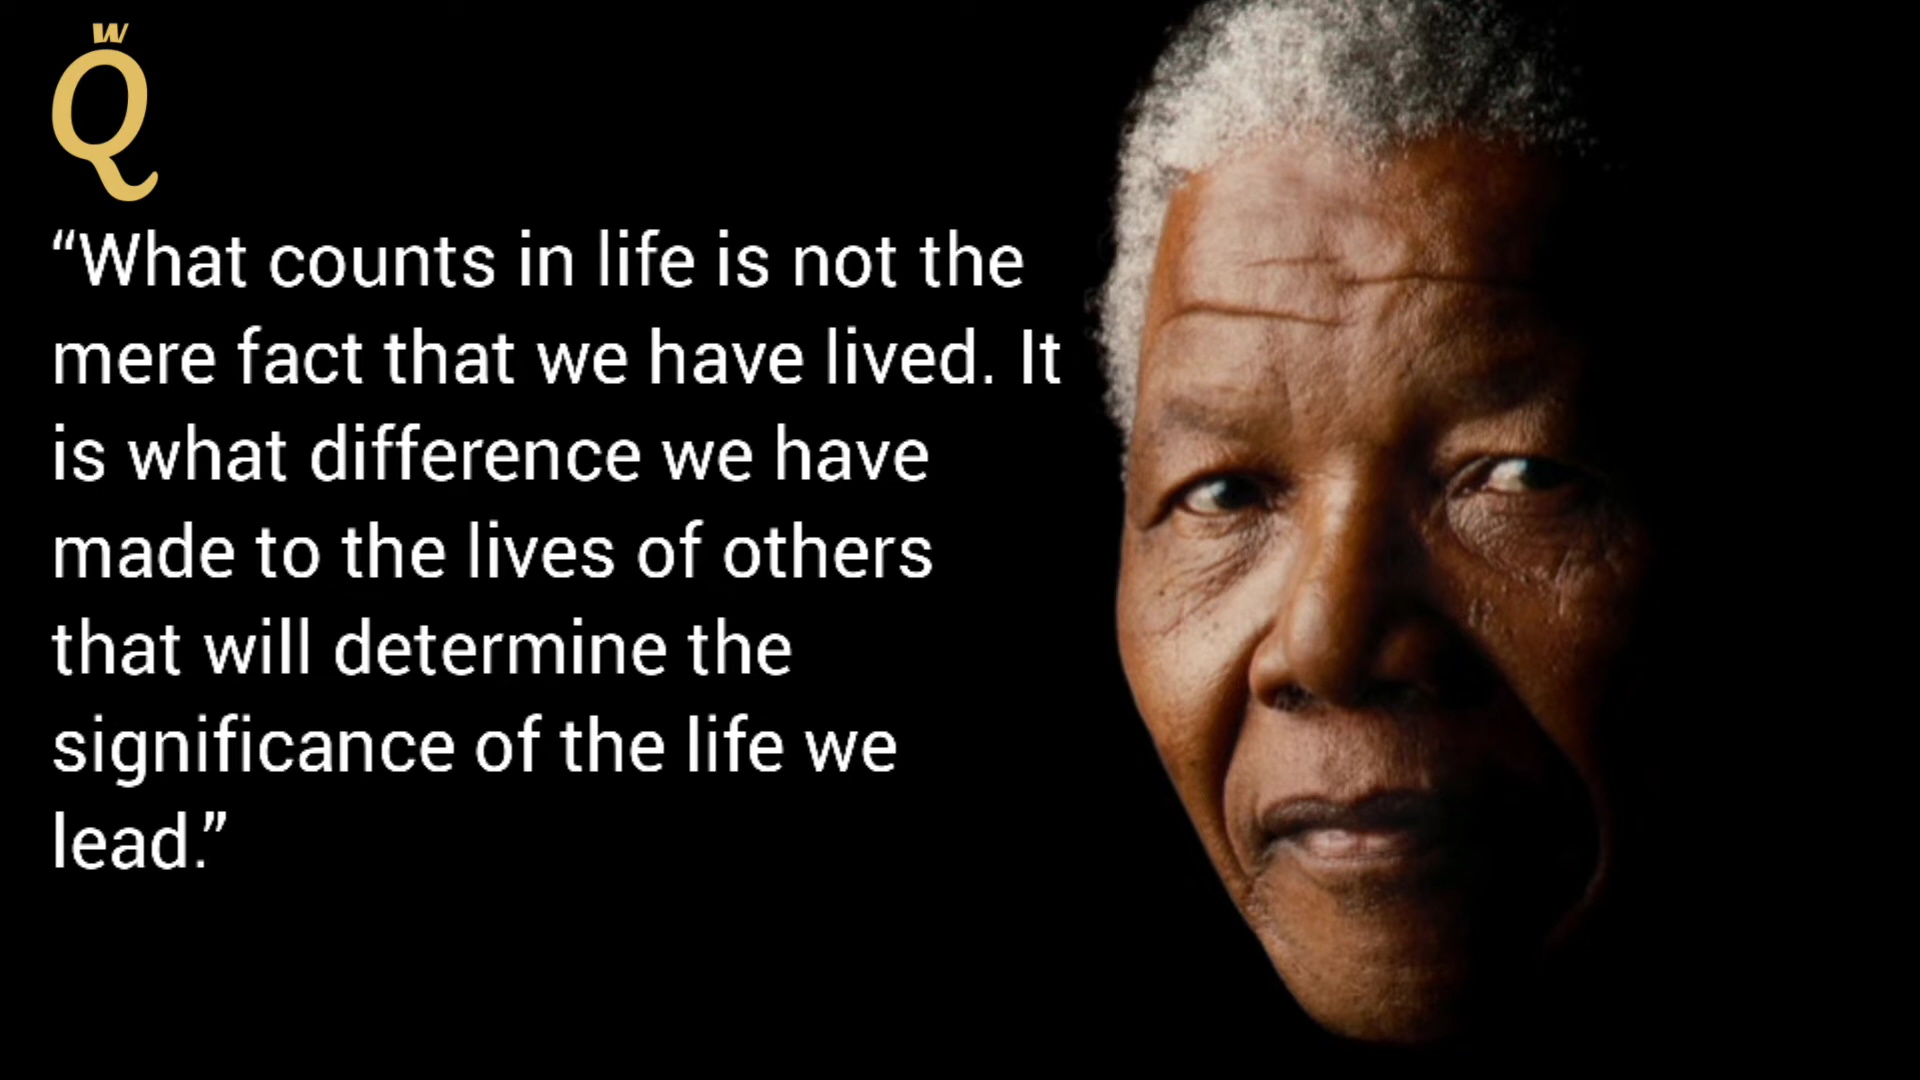 W
Q
“What counts in life is not the
mere fact that we have lived. It
is what difference we have
made to the lives of others
that will determine the
significance of the life we
lead.”